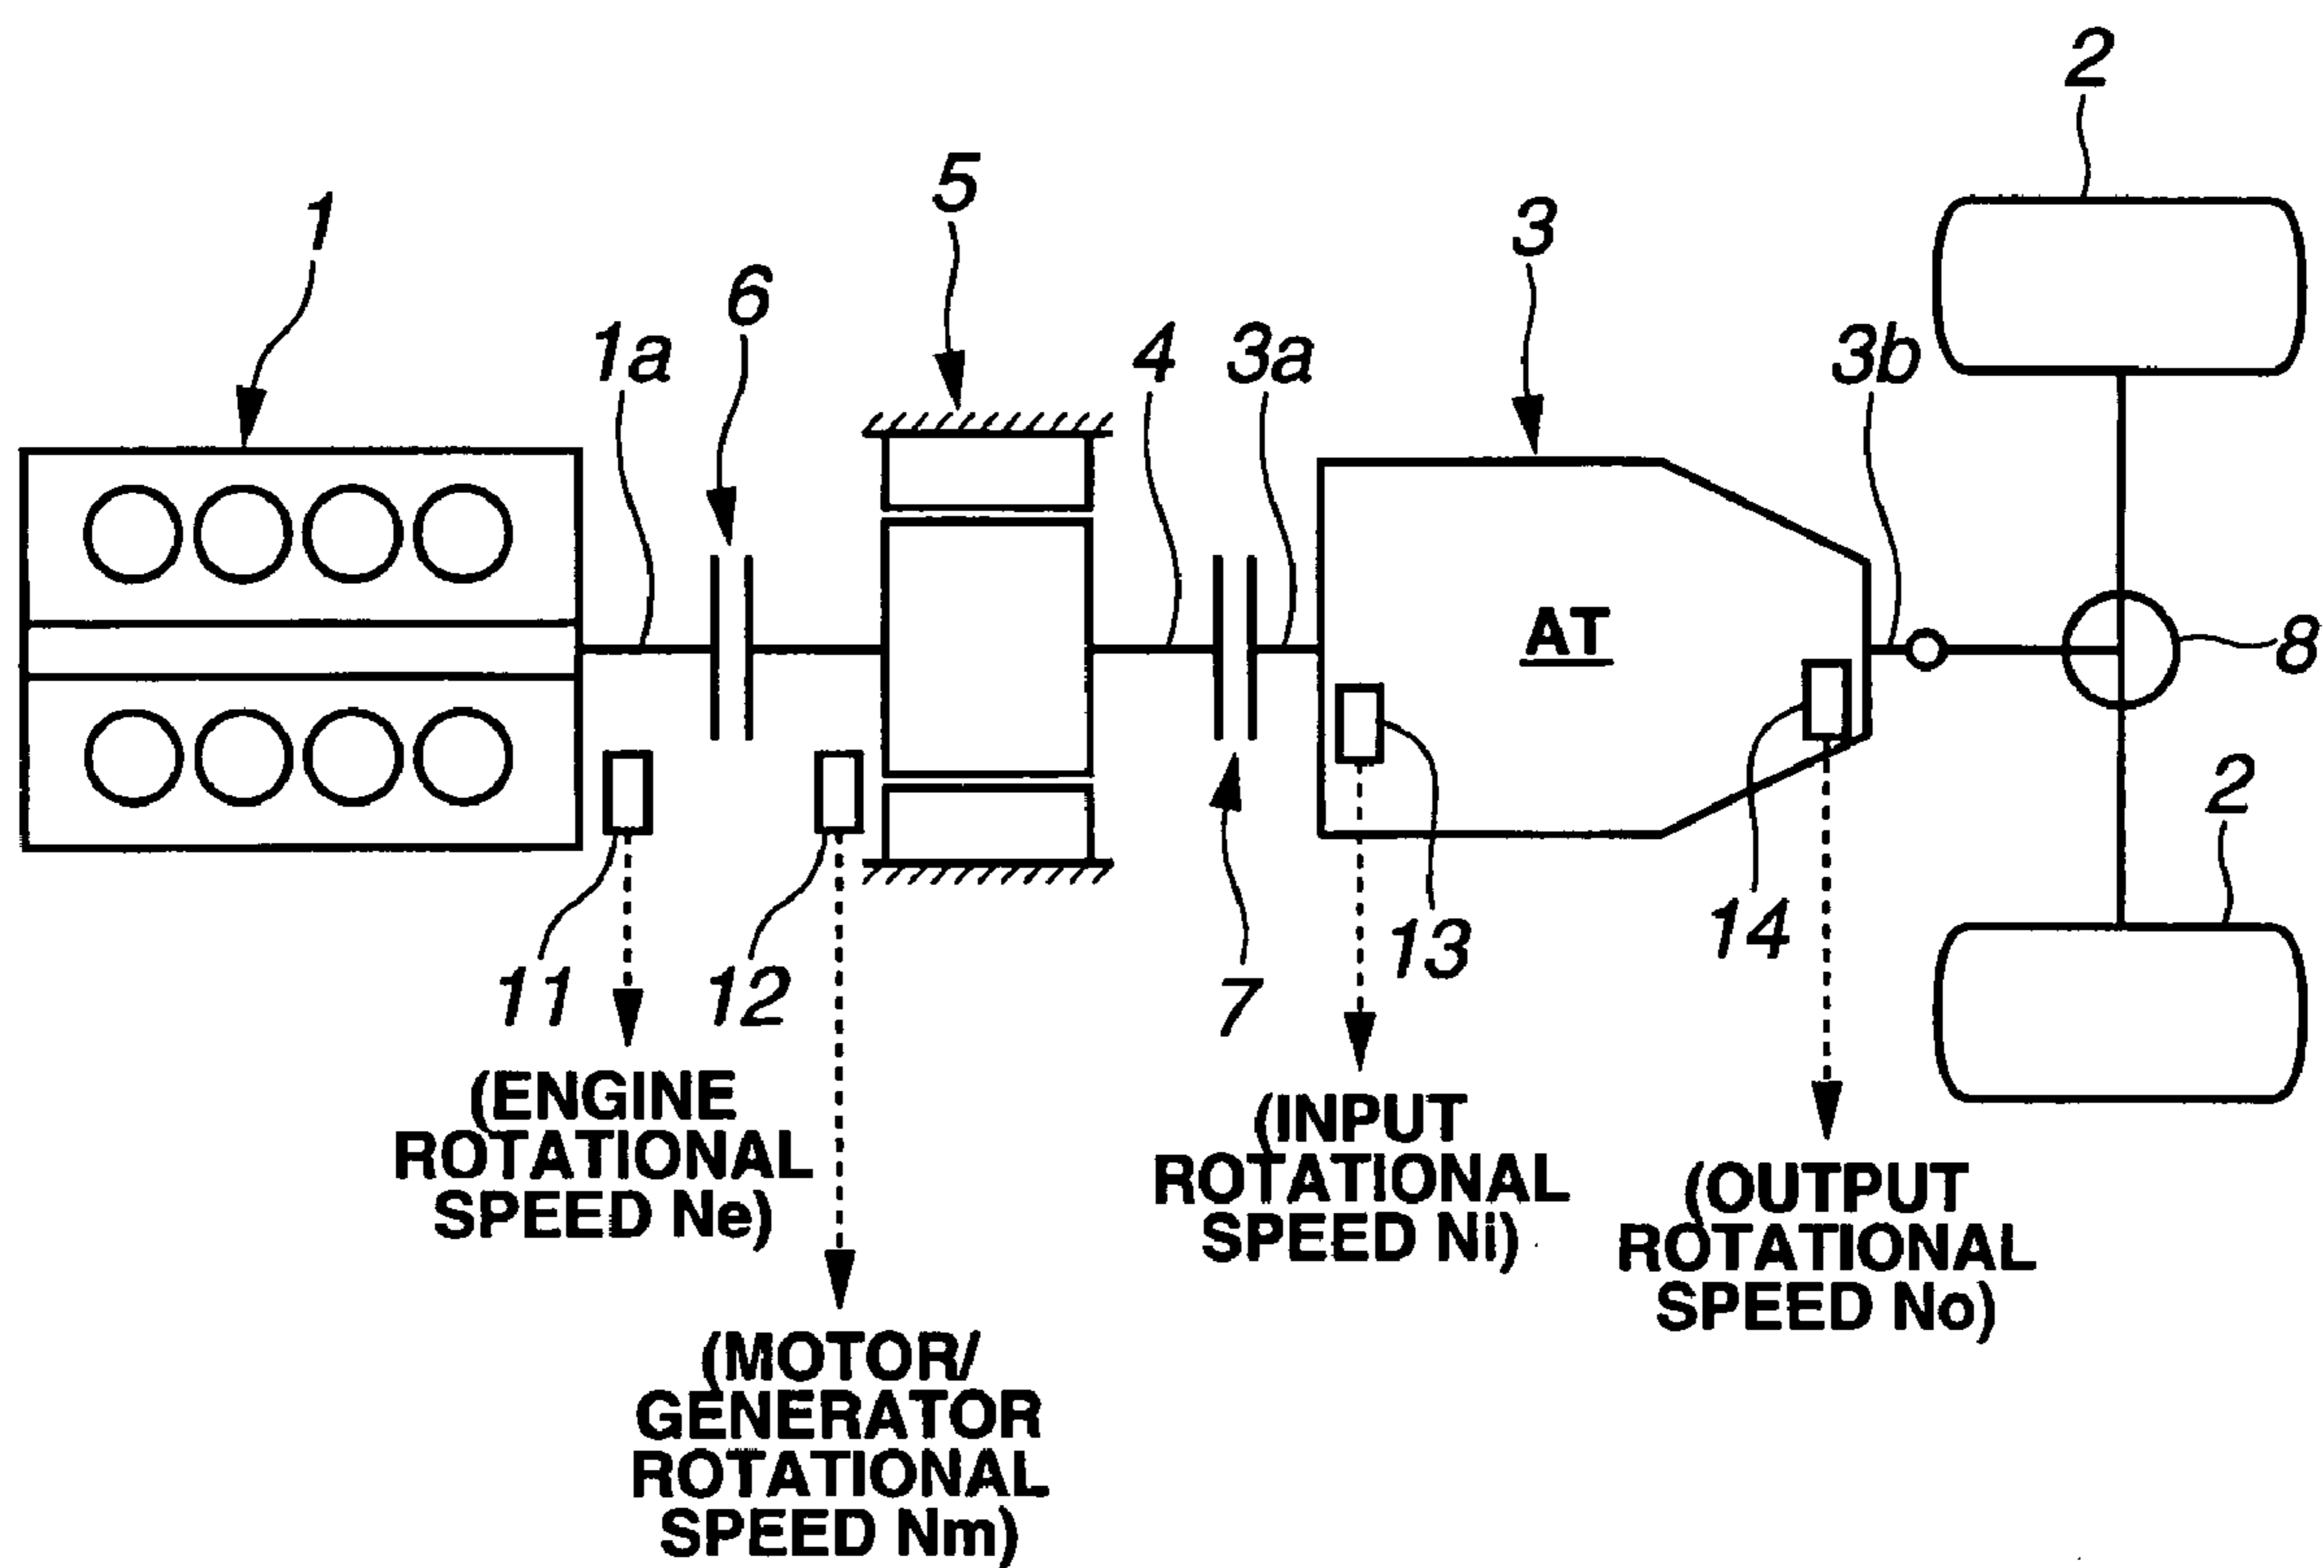 2
5
1
3
6
1a
4
3a
3b
AT
8
2
13
14
11
12
7
(ENGINE
ROTATIONAL
SPEED Ne)
(INPUT
ROTATIONAL
SPEED Ni)
(OUTPUT
ROTATIONAL
SPEED No)
(MOTOR/
GENERATOR
ROTATIONAL
SPEED Nm)